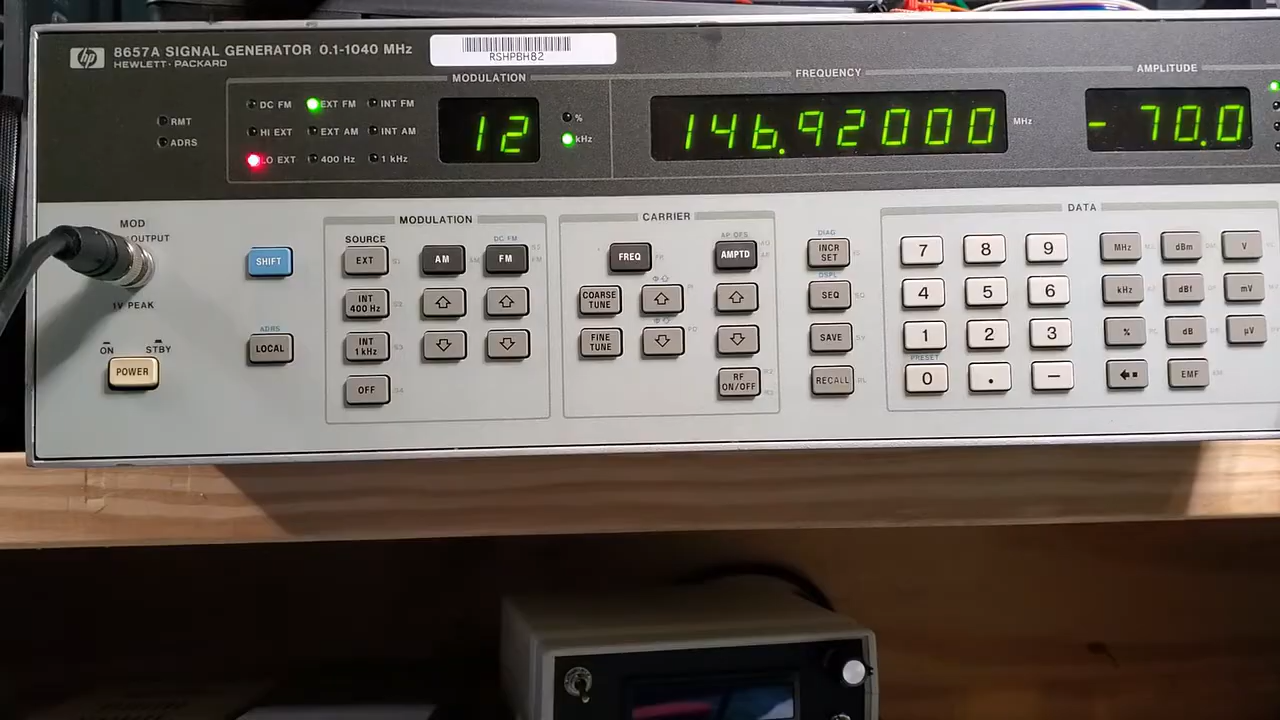 hp 8657A SIGNAL GENERATOR 0.1-1040 MHz
HEWLETT·PACKARD
RSHPBH82
MODULATION
FREQUENCY
AMPLITUDE
RMT
ADRS
DC FM EXT FM INT FM
HI EXT EXT AM INT AM
LO EXT 400 Hz 1 kHz
12
%
kHz
146.92000 MHz
- 70.0
MOD
OUTPUT
1V PEAK
ON STBY
POWER
SHIFT
ADRS
LOCAL
MODULATION
SOURCE
DC FM
EXT AM FM
INT
400 Hz
INT
1 kHz
OFF
CARRIER
AP OFS
FREQ AMPTD
COARSE
TUNE
FINE
TUNE
RF
ON/OFF
DIAG
INCR
SET
DSPL
SEQ
SAVE
RECALL
DATA
7 8 9 MHz dBm V
4 5 6 kHz dBf mV
1 2 3 % dB µV
PRESET
0 . – EMF